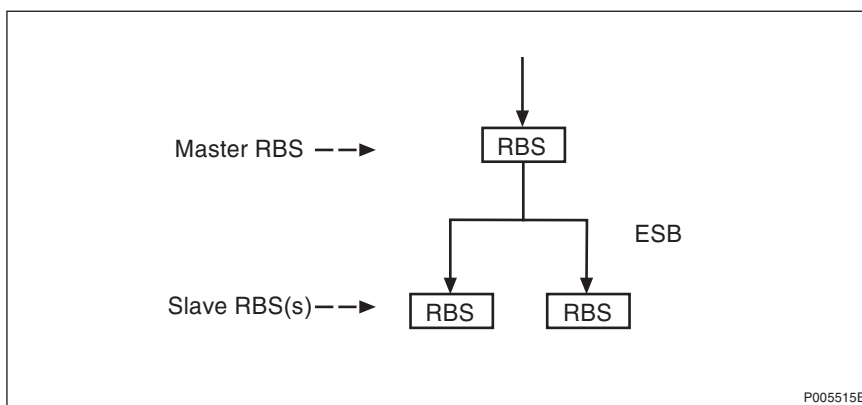 Master RBS
RBS
ESB
Slave RBS(s)
RBS
RBS
P005515B